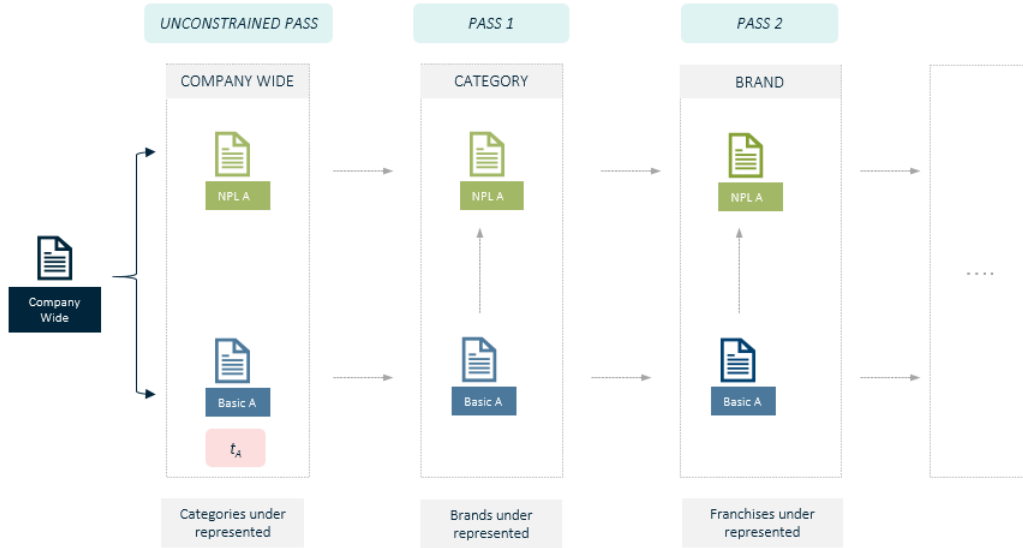 UNCONSTRAINED PASS
PASS 1
PASS 2
COMPANY WIDE
CATEGORY
BRAND
NPL A
NPL A
NPL A
Company
Wide
....
Basic A
Basic A
Basic A
tA
Categories under
represented
Brands under
represented
Franchises under
represented